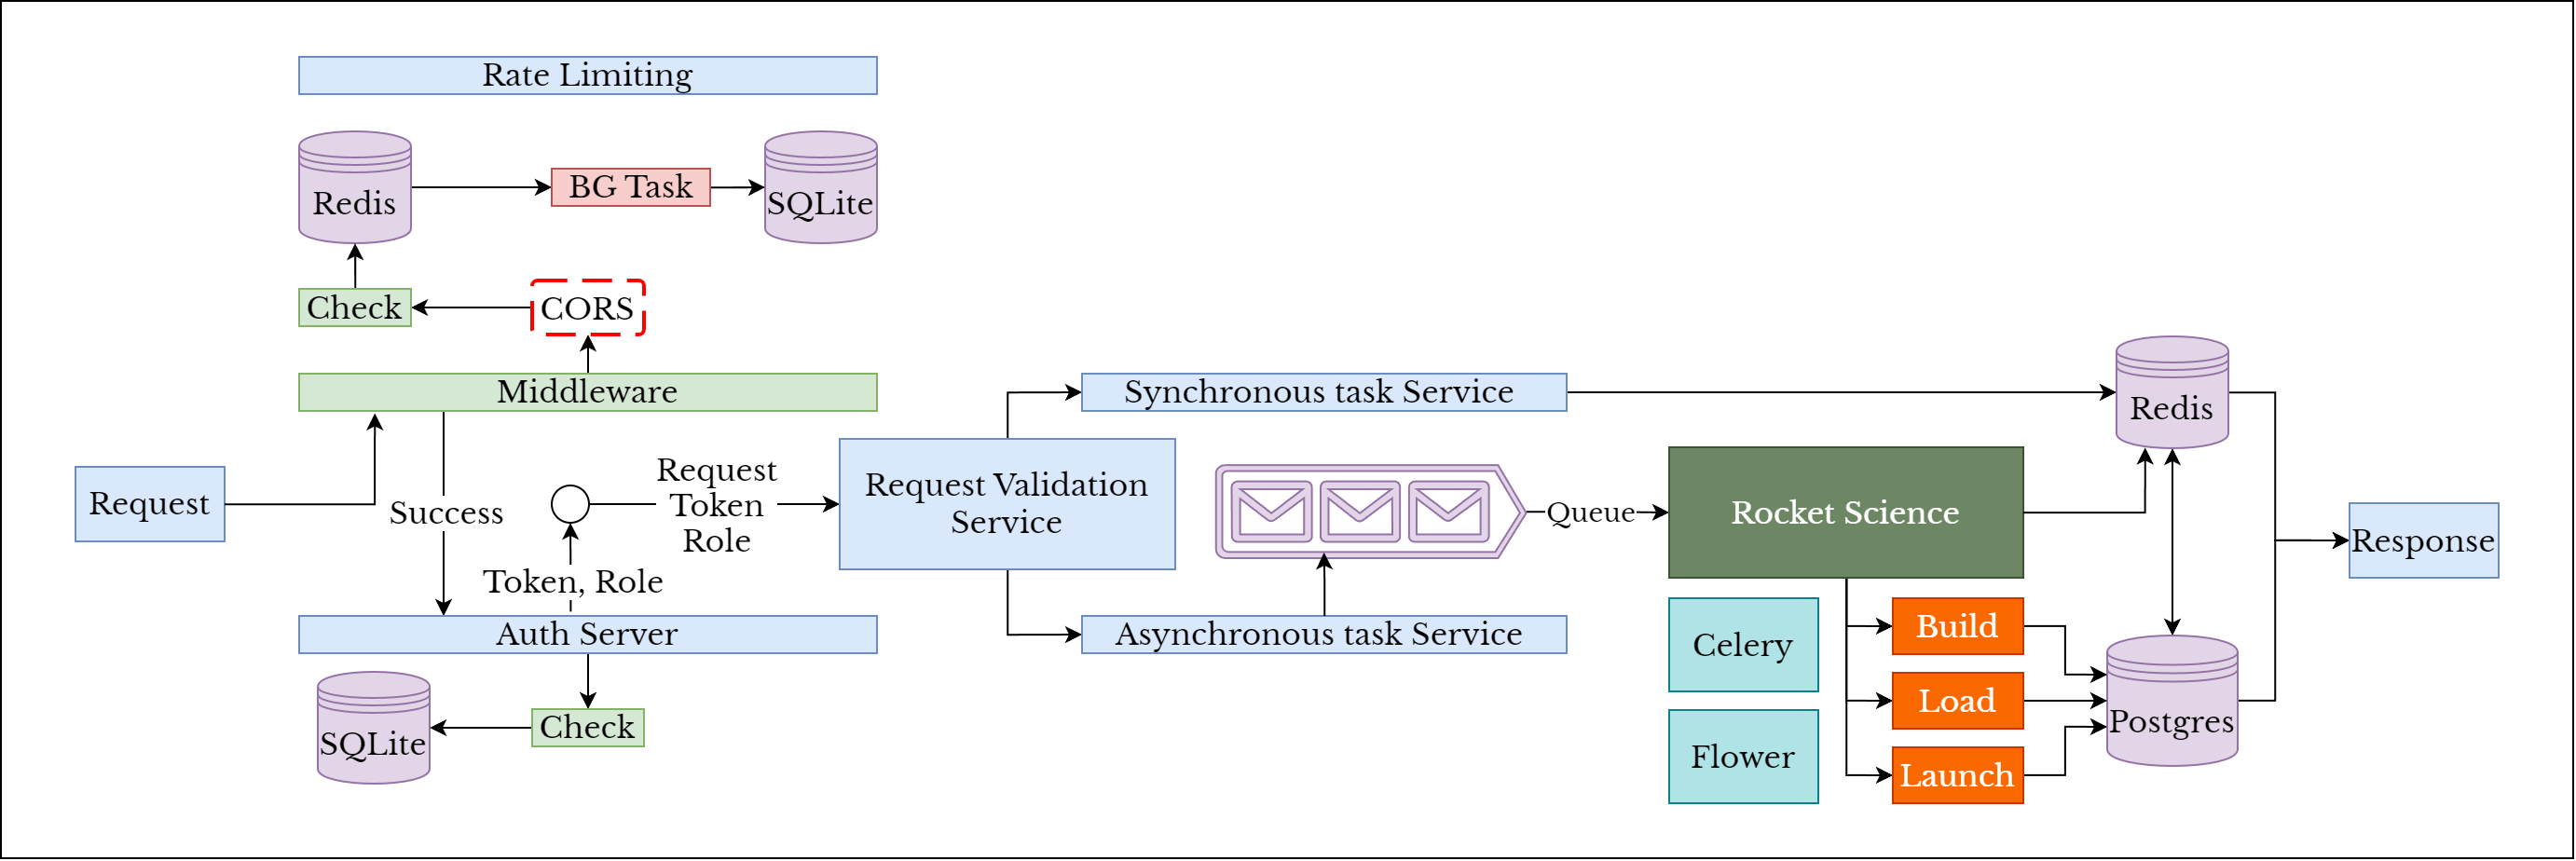 Rate Limiting
Redis
BG Task
SQLite
Check
CORS
Middleware
Request
Success
Token, Role
Request
Token
Role
Auth Server
SQLite
Check
Request Validation
Service
Synchronous task Service
Asynchronous task Service
Queue
Rocket Science
Celery
Flower
Build
Load
Launch
Redis
Postgres
Response